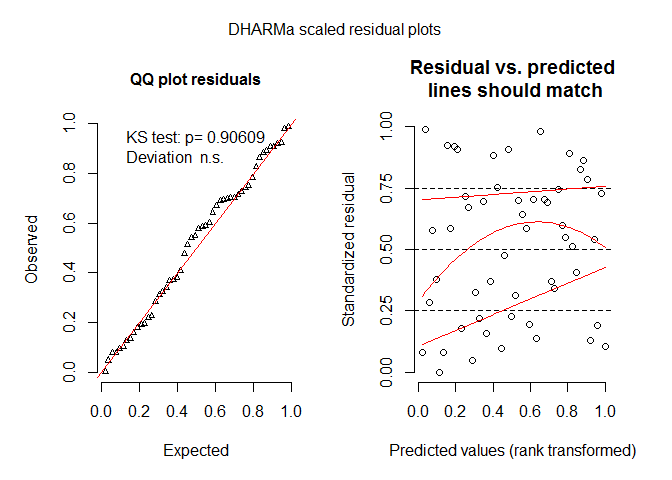 DHARMa scaled residual plots
QQ plot residuals
KS test: p= 0.90609
Deviation n.s.
Observed
0.0 0.2 0.4 0.6 0.8 1.0
0.0 0.2 0.4 0.6 0.8 1.0
Expected
Residual vs. predicted
lines should match
Standardized residual
0.00 0.25 0.50 0.75 1.00
0.0 0.2 0.4 0.6 0.8 1.0
Predicted values (rank transformed)